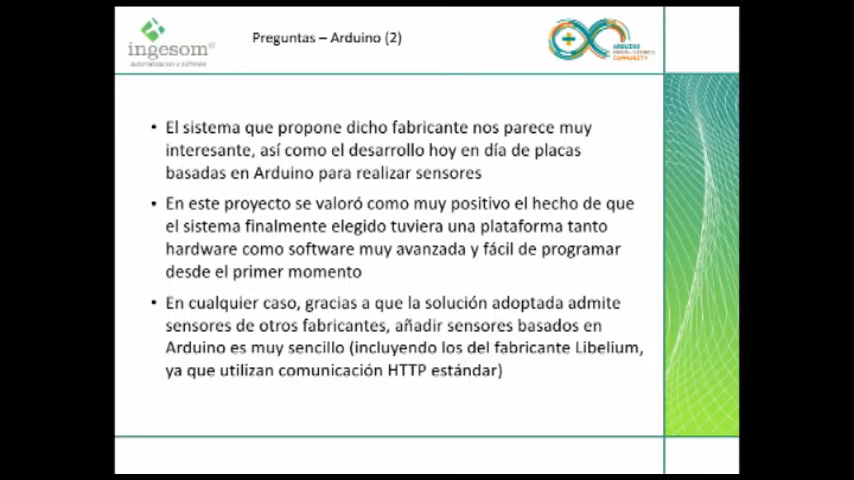 ingesom®
automatización y software
Preguntas – Arduino (2)
ARDUINO
COMMUNITY
• El sistema que propone dicho fabricante nos parece muy
interesante, así como el desarrollo hoy en día de placas
basadas en Arduino para realizar sensores
• En este proyecto se valoró como muy positivo el hecho de que
el sistema finalmente elegido tuviera una plataforma tanto
hardware como software muy avanzada y fácil de programar
desde el primer momento
• En cualquier caso, gracias a que la solución adoptada admite
sensores de otros fabricantes, añadir sensores basados en
Arduino es muy sencillo (incluyendo los del fabricante Libelium,
ya que utilizan comunicación HTTP estándar)